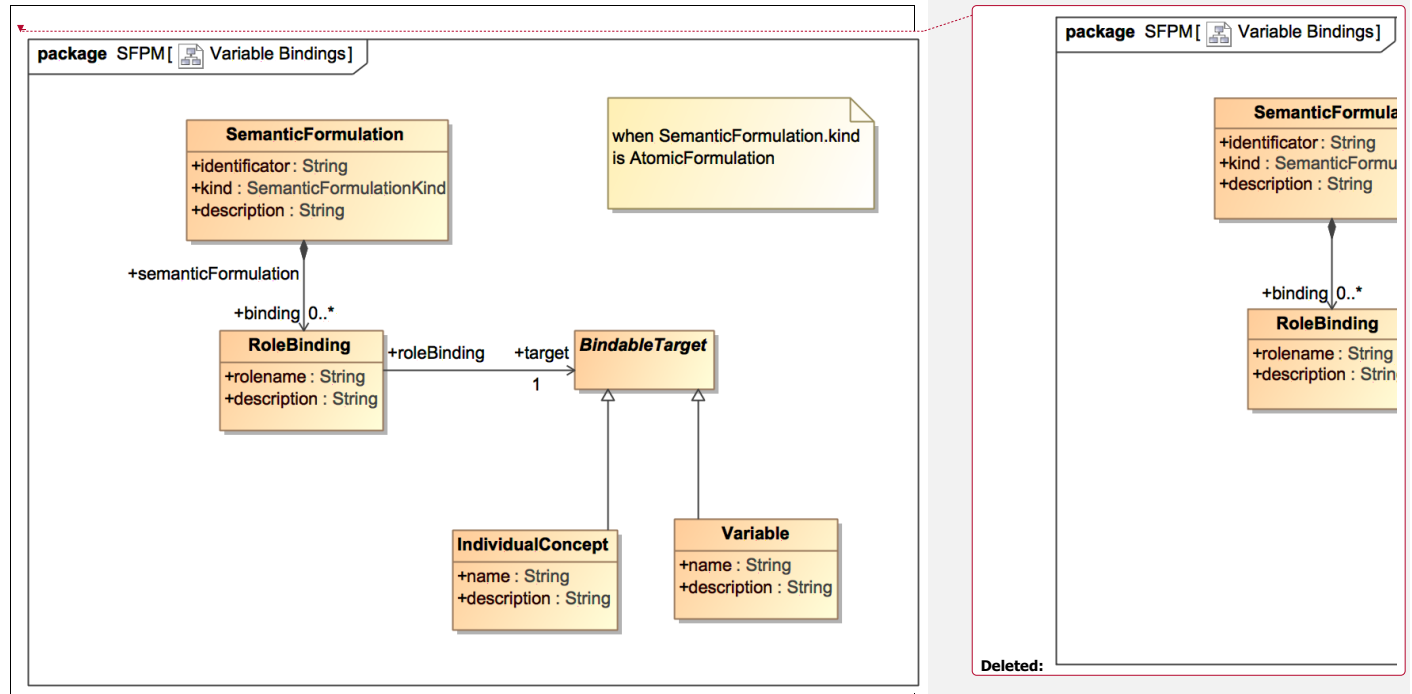 package SFPM[ Variable Bindings]
SemanticFormulation
+identificator : String
+kind : SemanticFormulationKind
+description : String
when SemanticFormulation.kind
is AtomicFormulation
+semanticFormulation
+binding 0..*
RoleBinding
+rolename : String
+description : String
+roleBinding
+target
1
BindableTarget
IndividualConcept
+name : String
+description : String
Variable
+name : String
+description : String
package SFPM[ Variable Bindings]
SemanticFormula
+identificator : String
+kind : SemanticFormu
+description : String
+binding 0..*
RoleBinding
+rolename : String
+description : Strin
Deleted: